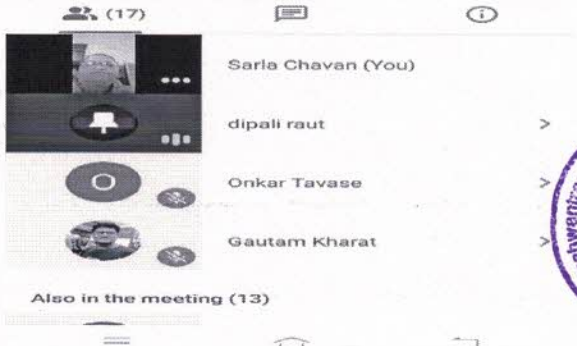 (17)
Sarla Chavan (You)
dipali raut
O
Onkar Tavase
Gautam Kharat
Also in the meeting (13)